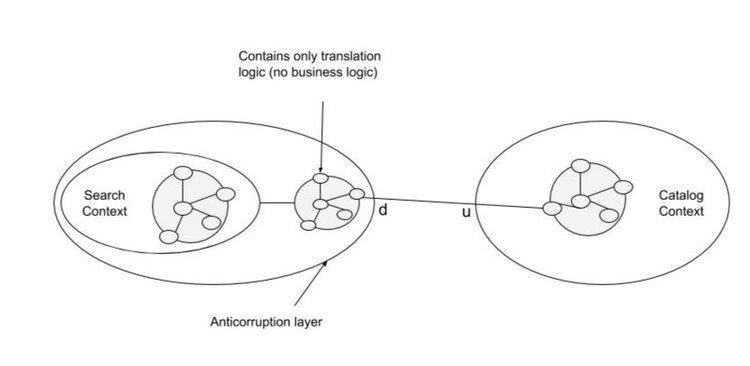 Contains only translation
logic (no business logic)
Search
Context
d
u
Catalog
Context
Anticorruption layer